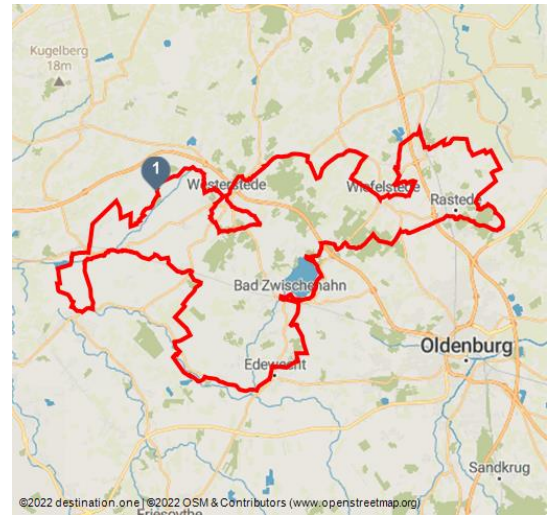 Kugelberg
18m
1
Westerstede
Wiefelstede
Rastede
Bad Zwischenahn
Oldenburg
Edewecht
Sandkrug
©2022 destination.one | ©2022 OSM & Contributors (www.openstreetmap.org)
Friesoythe